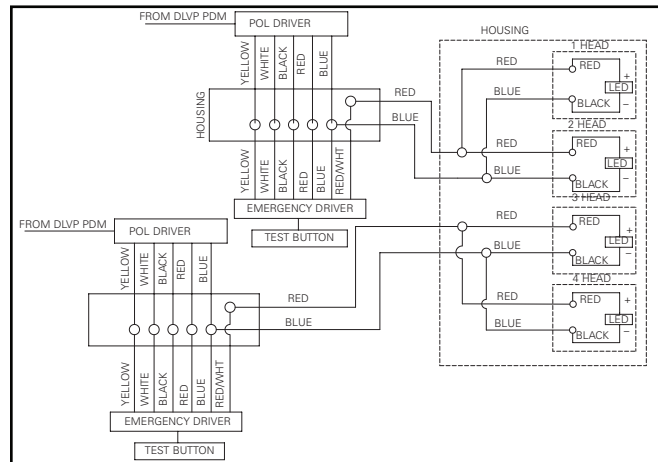 FROM DLVP PDM
POL DRIVER
YELLOW
WHITE
BLACK
RED
BLUE
HOUSING
RED
BLUE
YELLOW
WHITE
BLACK
RED
BLUE
RED/WHT
EMERGENCY DRIVER
TEST BUTTON
HOUSING
1 HEAD
RED
RED
+
LED
BLUE
BLACK
–
2 HEAD
RED
RED
+
LED
BLUE
BLACK
–
3 HEAD
RED
RED
+
LED
BLUE
BLACK
–
4 HEAD
RED
RED
+
LED
BLUE
BLACK
–
FROM DLVP PDM
POL DRIVER
YELLOW
WHITE
BLACK
RED
BLUE
RED
BLUE
YELLOW
WHITE
BLACK
RED
BLUE
RED/WHT
EMERGENCY DRIVER
TEST BUTTON